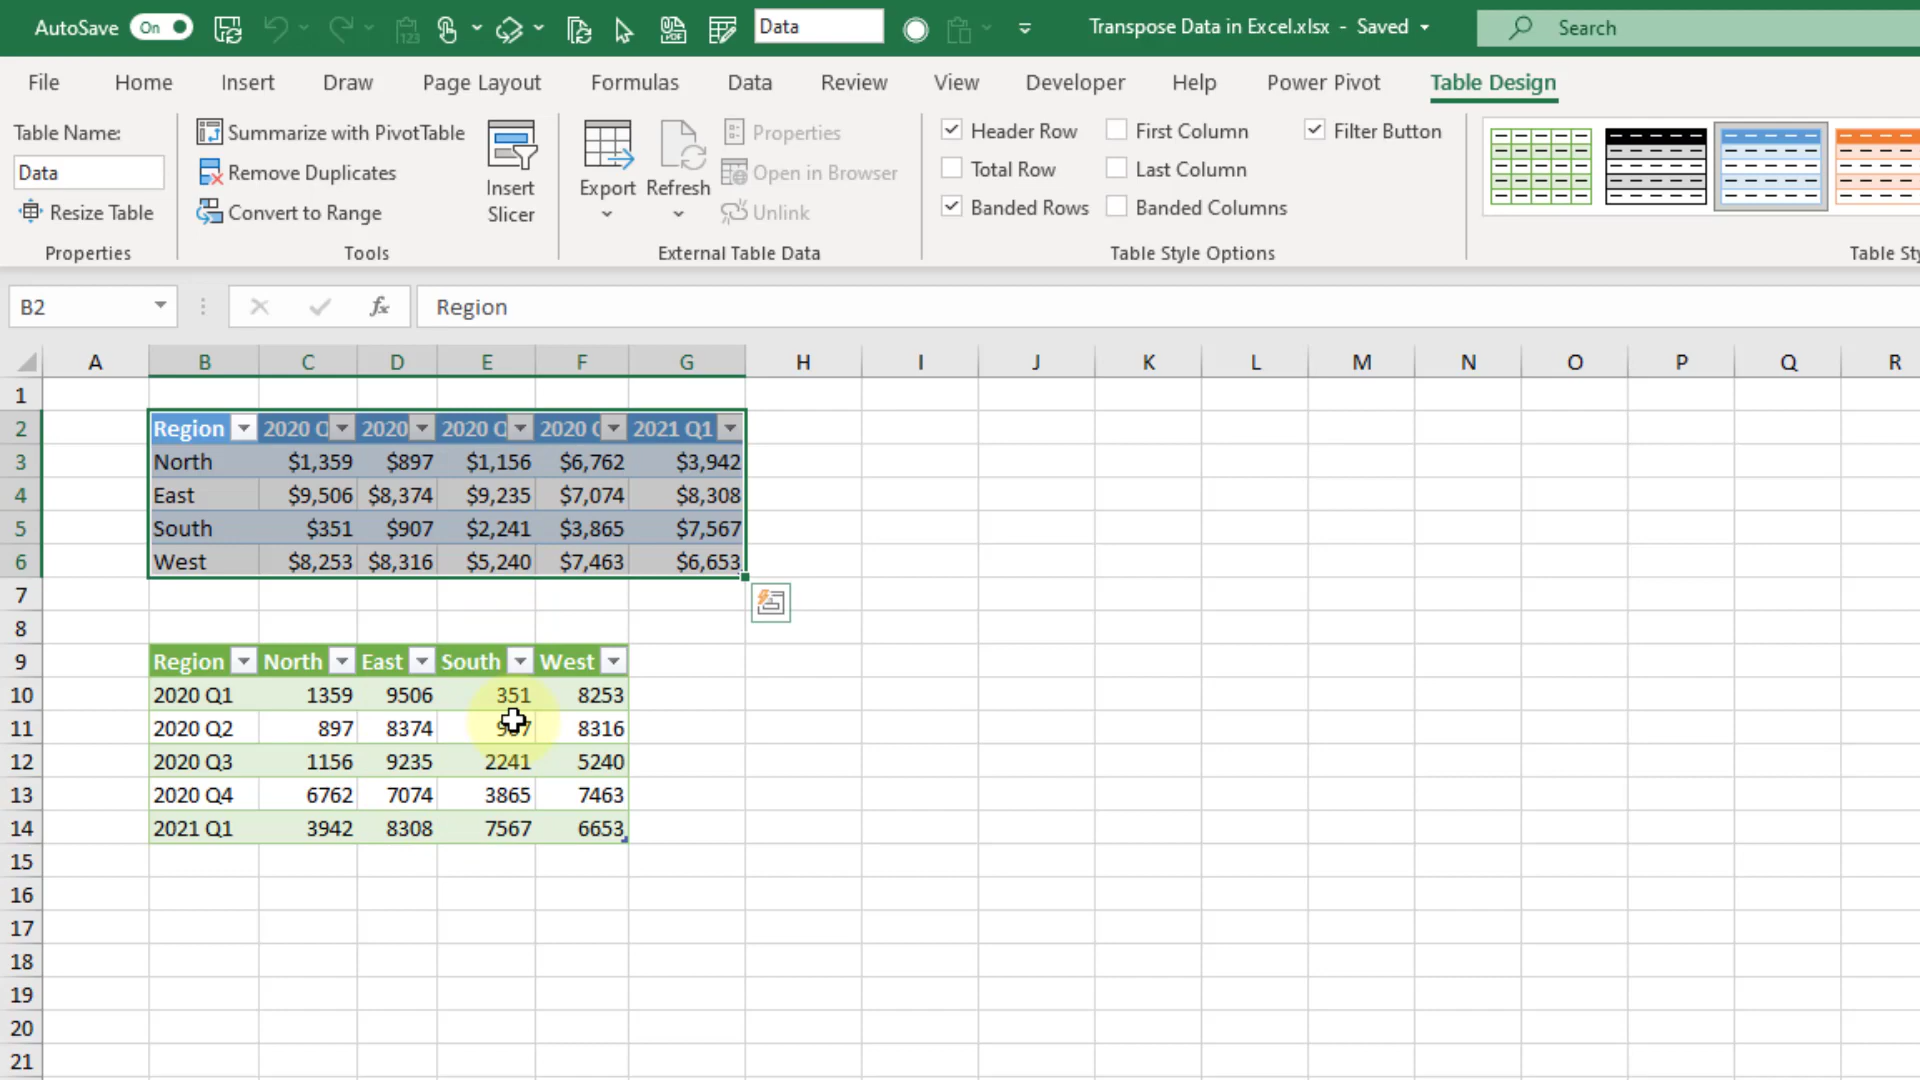 AutoSave On Data Transpose Data in Excel.xlsx - Saved Search
File Home Insert Draw Page Layout Formulas Data Review View Developer Help Power Pivot Table Design
Table Name:
Data
Resize Table
Properties
Summarize with PivotTable
Remove Duplicates
Convert to Range
Insert
Slicer
Tools
Export Refresh
Properties
Open in Browser
Unlink
External Table Data
Header Row First Column Filter Button
Total Row Last Column
Banded Rows Banded Columns
Table Style Options
Table Sty
B2 fx Region
A B C D E F G H I J K L M N O P Q R
1
2 Region 2020 Q 2020 2020 Q 2020 ( 2021 Q1
3 North $1,359 $897 $1,156 $6,762 $3,942
4 East $9,506 $8,374 $9,235 $7,074 $8,308
5 South $351 $907 $2,241 $3,865 $7,567
6 West $8,253 $8,316 $5,240 $7,463 $6,653
7
8
9 Region North East South West
10 2020 Q1 1359 9506 351 8253
11 2020 Q2 897 8374 907 8316
12 2020 Q3 1156 9235 2241 5240
13 2020 Q4 6762 7074 3865 7463
14 2021 Q1 3942 8308 7567 6653
15
16
17
18
19
20
21